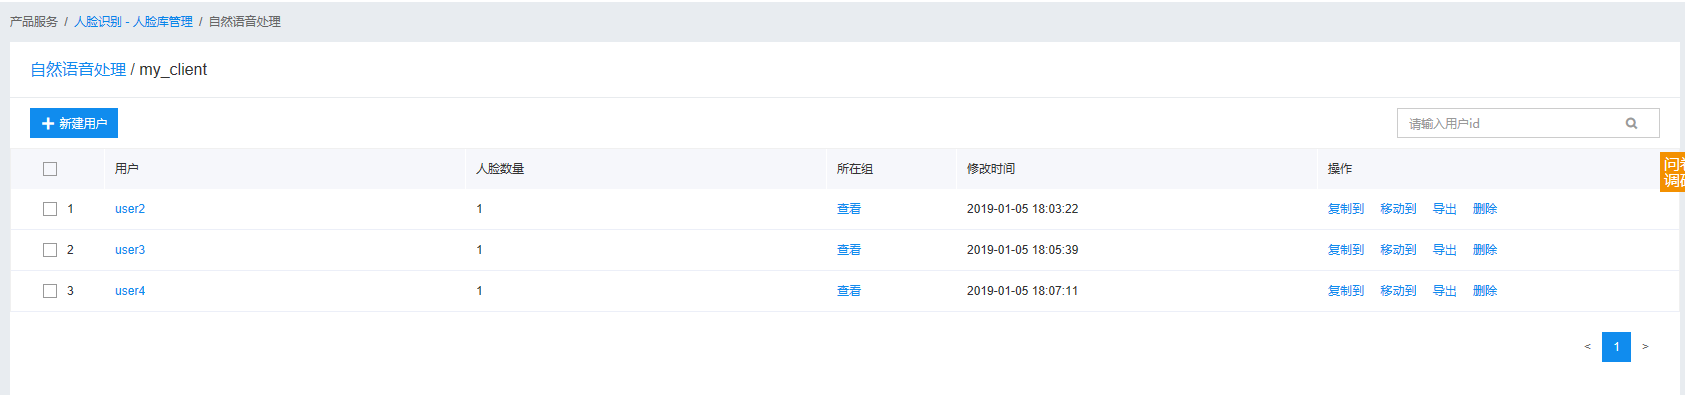 产品服务 / 人脸识别 - 人脸库管理 / 自然语音处理
自然语音处理 / my_client
新建用户
请输入用户id
用户 人脸数量 所在组 修改时间 操作
1 user2 1 查看 2019-01-05 18:03:22 复制到 移动到 导出 删除
2 user3 1 查看 2019-01-05 18:05:39 复制到 移动到 导出 删除
3 user4 1 查看 2019-01-05 18:07:11 复制到 移动到 导出 删除
< 1 >
问
调